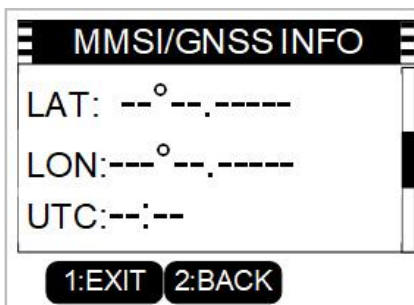 MMSI/GNSS INFO
LAT: --°--.-----
LON:---°--.-----
UTC:--:--
1:EXIT 2:BACK